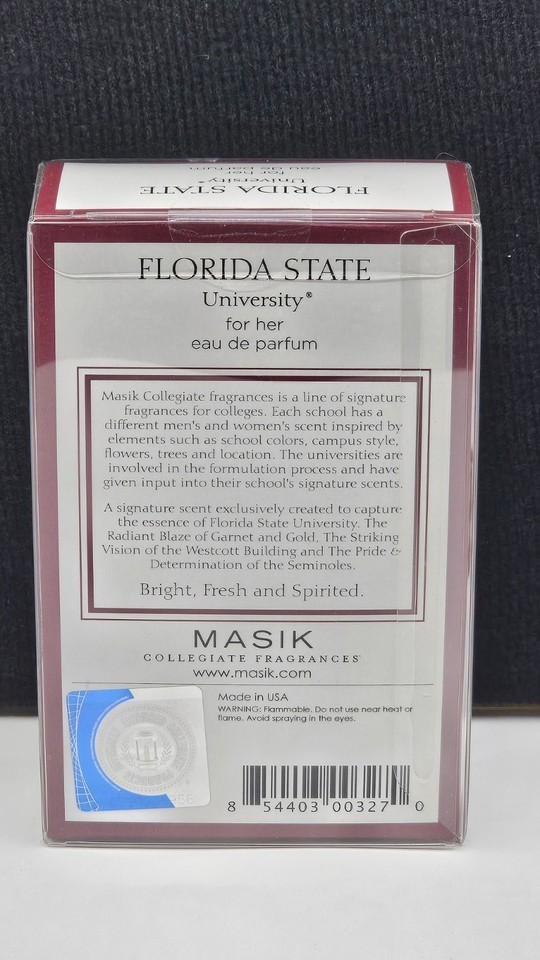 eau de parfum
for her
University®
FLORIDA STATE
FLORIDA STATE
University®
for her
eau de parfum
Masik Collegiate fragrances is a line of signature
fragrances for colleges. Each school has a
different men's and women's scent inspired by
elements such as school colors, campus style,
flowers, trees and location. The universities are
involved in the formulation process and have
given input into their school's signature scents.
A signature scent exclusively created to capture
the essence of Florida State University. The
Radiant Blaze of Garnet and Gold, The Striking
Vision of the Westcott Building and The Pride &
Determination of the Seminoles.
Bright, Fresh and Spirited.
MASIK
COLLEGIATE FRAGRANCES
www.masik.com
Made in USA
WARNING: Flammable. Do not use near heat or
flame. Avoid spraying in the eyes.
8 54403 00327 0